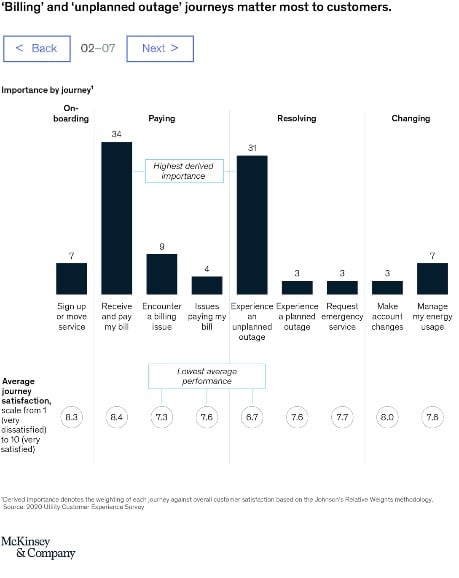 ‘Billing’ and ‘unplanned outage’ journeys matter most to customers.
< Back 02–07 Next >
Importance by journey¹
On-
boarding
Paying
Resolving
Changing
34
Highest derived
importance
31
7
9
4
3
3
3
7
Sign up
or move
service
Receive
and pay
my bill
Encounter
a billing
issue
Issues
paying my
bill
Experience
an
unplanned
outage
Experience
a planned
outage
Request
emergency
service
Make
account
changes
Manage
my energy
usage
Lowest average
performance
Average
journey
satisfaction,
scale from 1
(very
dissatisfied)
to 10 (very
satisfied)
8.3 8.4 7.3 7.6 6.7 7.6 7.7 8.0 7.8
¹Derived importance denotes the weighting of each journey against overall customer satisfaction based on the Johnson's Relative Weights methodology.
Source: 2020 Utility Customer Experience Survey
McKinsey
& Company